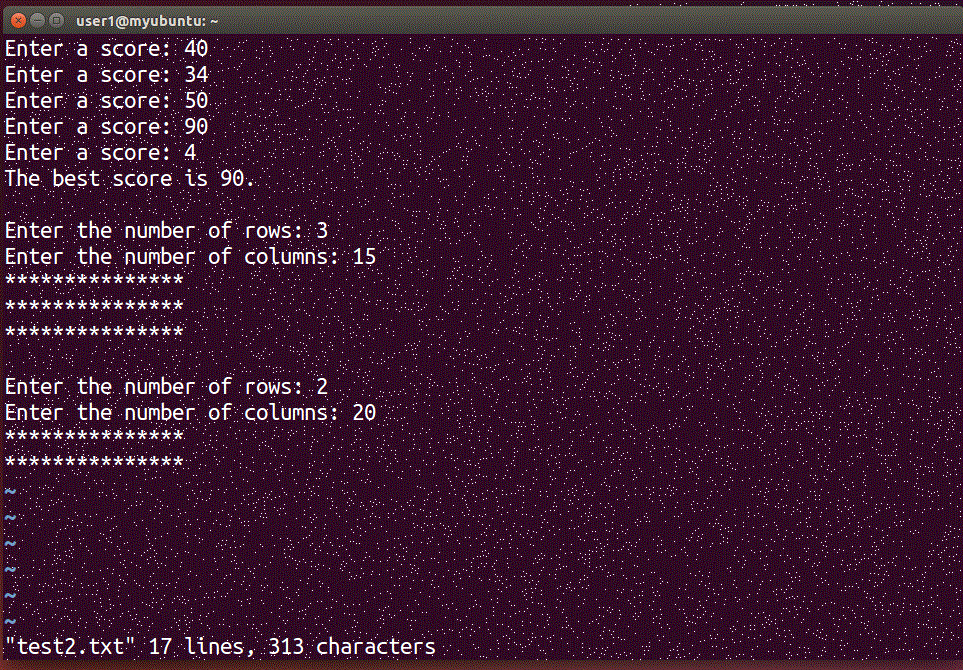 user1@myubuntu: ~
Enter a score: 40
Enter a score: 34
Enter a score: 50
Enter a score: 90
Enter a score: 4
The best score is 90.

Enter the number of rows: 3
Enter the number of columns: 15
***************
***************
***************

Enter the number of rows: 2
Enter the number of columns: 20
***************
***************
~
~
~
~
~
~
"test2.txt" 17 lines, 313 characters